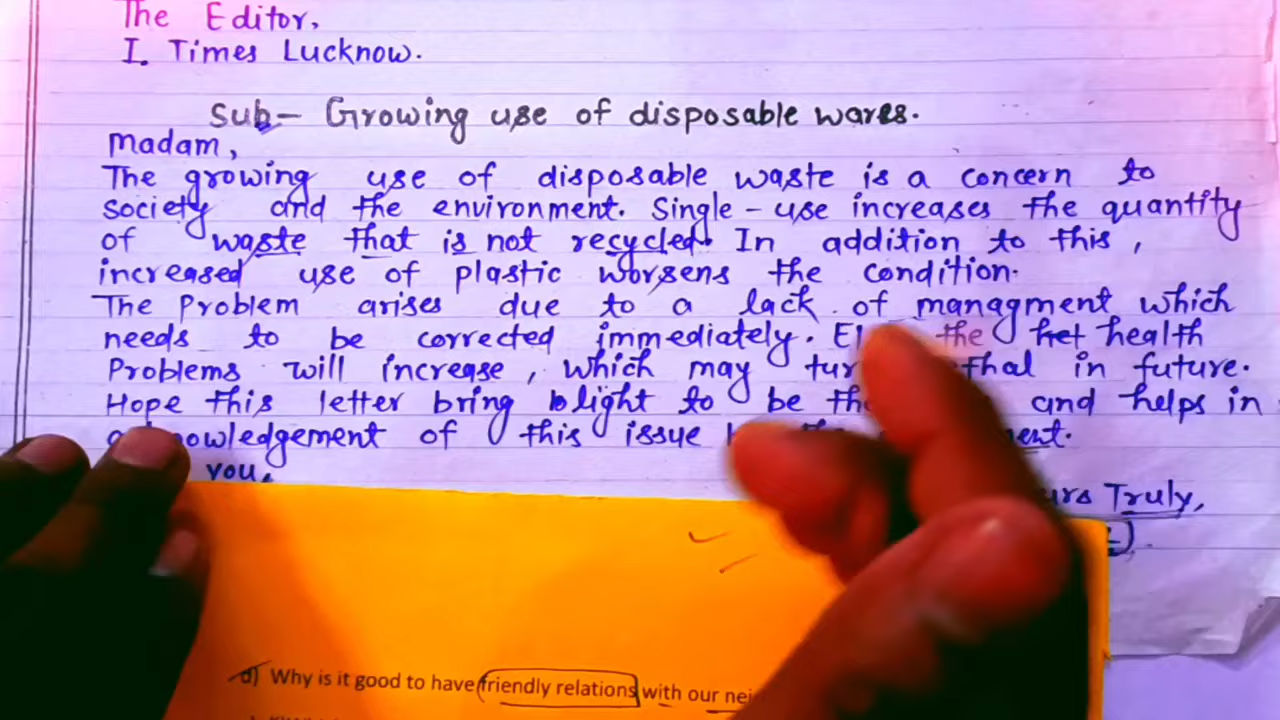 The Editor,
I. Times Lucknow.
Sub- Growing use of disposable wares.
Madam,
The growing use of disposable waste is a concern to
society and the environment. Single-use increases the quantity
of waste that is not recycled. In addition to this,
increased use of plastic worsens the condition.
The Problem arises due to a lack of managment which
needs to be corrected immediately. the health
Problems will increase, which may in future.
Hope this letter bring light to be and helps in
of this issue
you,
Truly,
d) Why is it good to have friendly relations with our